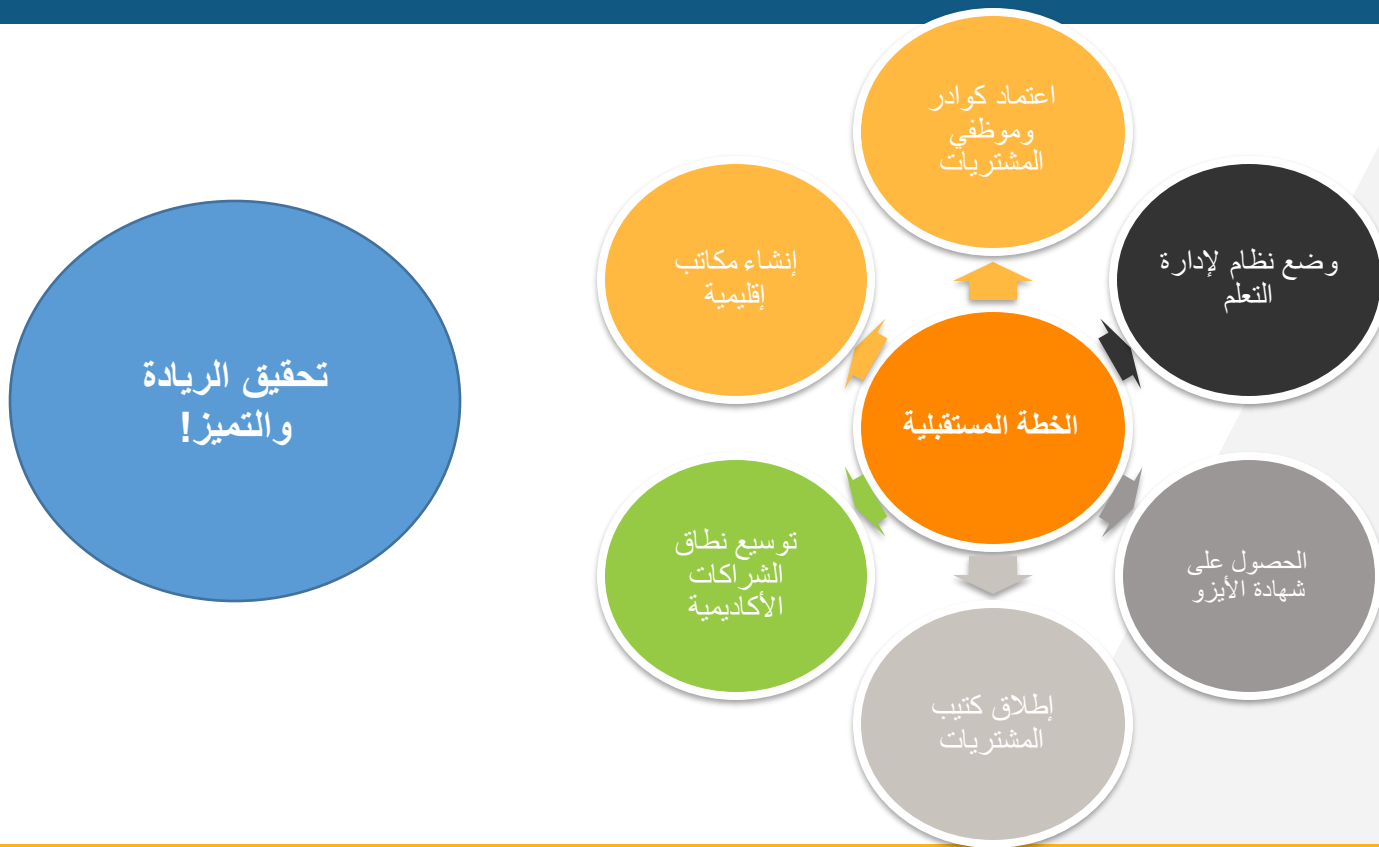 اعتماد كوادر
وموظفي
المشتريات
وضع نظام لإدارة
التعلم
إنشاء مكاتب
إقليمية
تحقيق الريادة
والتميز!
الخطة المستقبلية
الحصول على
شهادة الأيزو
توسيع نطاق
الشراكات
الأكاديمية
إطلاق كتيب
المشتريات